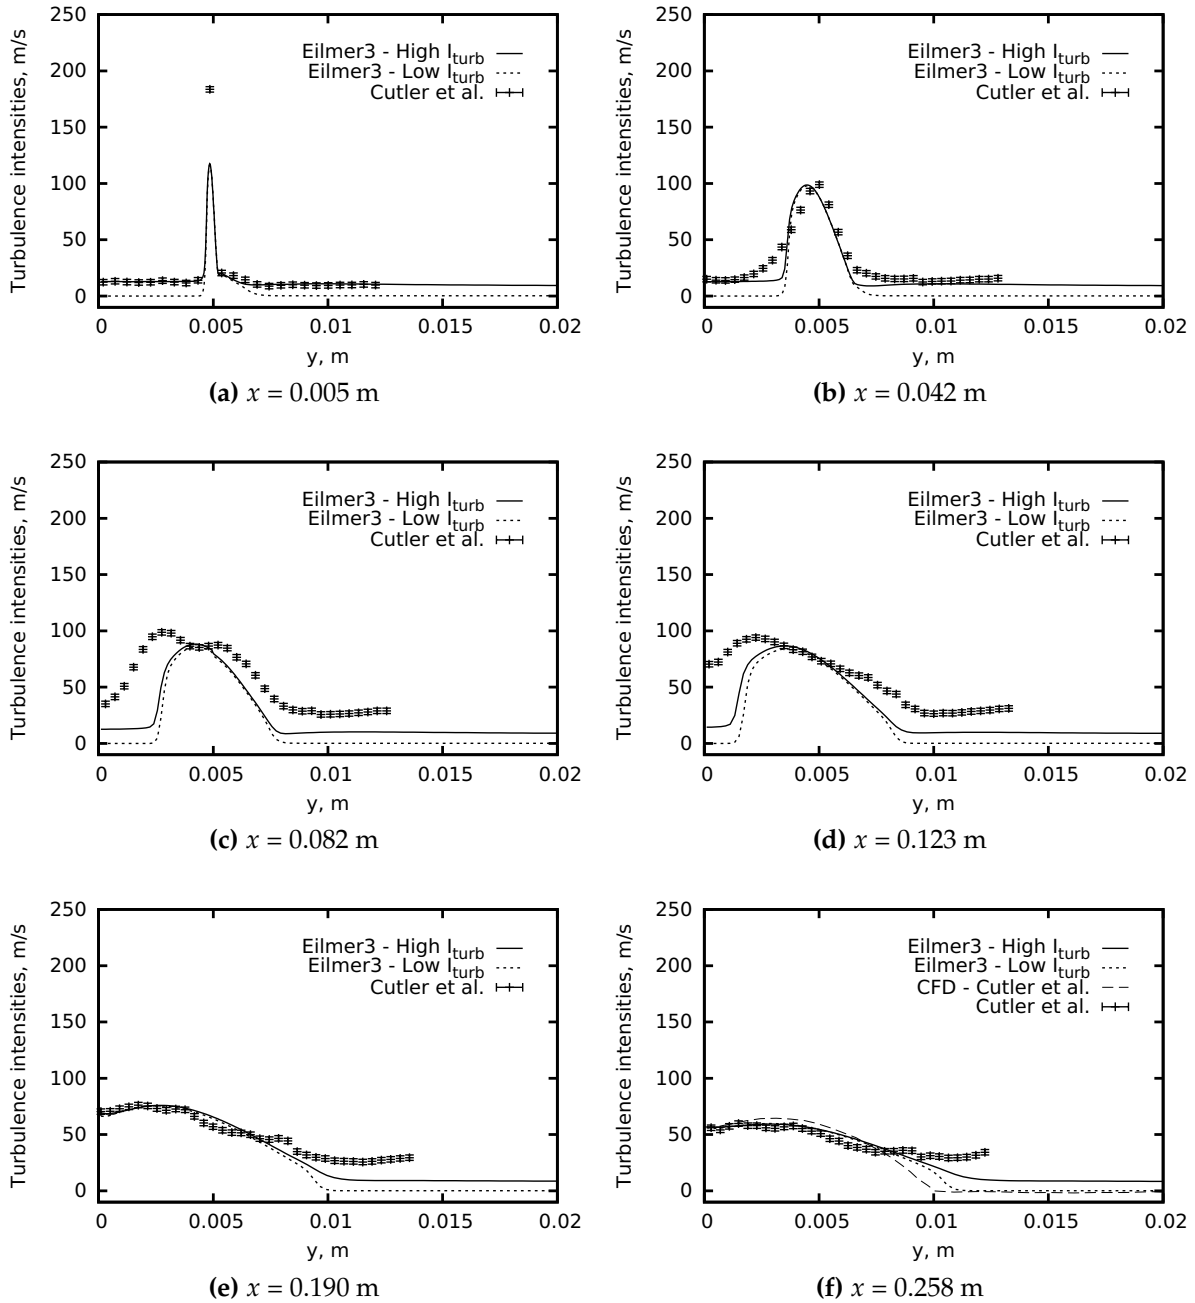 250
200
150
100
50
0
Turbulence intensities, m/s
Eilmer3 - High I_turb
Eilmer3 - Low I_turb
Cutler et al.
0 0.005 0.01 0.015 0.02
y, m
(a) x = 0.005 m
250
200
150
100
50
0
Turbulence intensities, m/s
Eilmer3 - High I_turb
Eilmer3 - Low I_turb
Cutler et al.
0 0.005 0.01 0.015 0.02
y, m
(b) x = 0.042 m
250
200
150
100
50
0
Turbulence intensities, m/s
Eilmer3 - High I_turb
Eilmer3 - Low I_turb
Cutler et al.
0 0.005 0.01 0.015 0.02
y, m
(c) x = 0.082 m
250
200
150
100
50
0
Turbulence intensities, m/s
Eilmer3 - High I_turb
Eilmer3 - Low I_turb
Cutler et al.
0 0.005 0.01 0.015 0.02
y, m
(d) x = 0.123 m
250
200
150
100
50
0
Turbulence intensities, m/s
Eilmer3 - High I_turb
Eilmer3 - Low I_turb
Cutler et al.
0 0.005 0.01 0.015 0.02
y, m
(e) x = 0.190 m
250
200
150
100
50
0
Turbulence intensities, m/s
Eilmer3 - High I_turb
Eilmer3 - Low I_turb
CFD - Cutler et al.
Cutler et al.
0 0.005 0.01 0.015 0.02
y, m
(f) x = 0.258 m